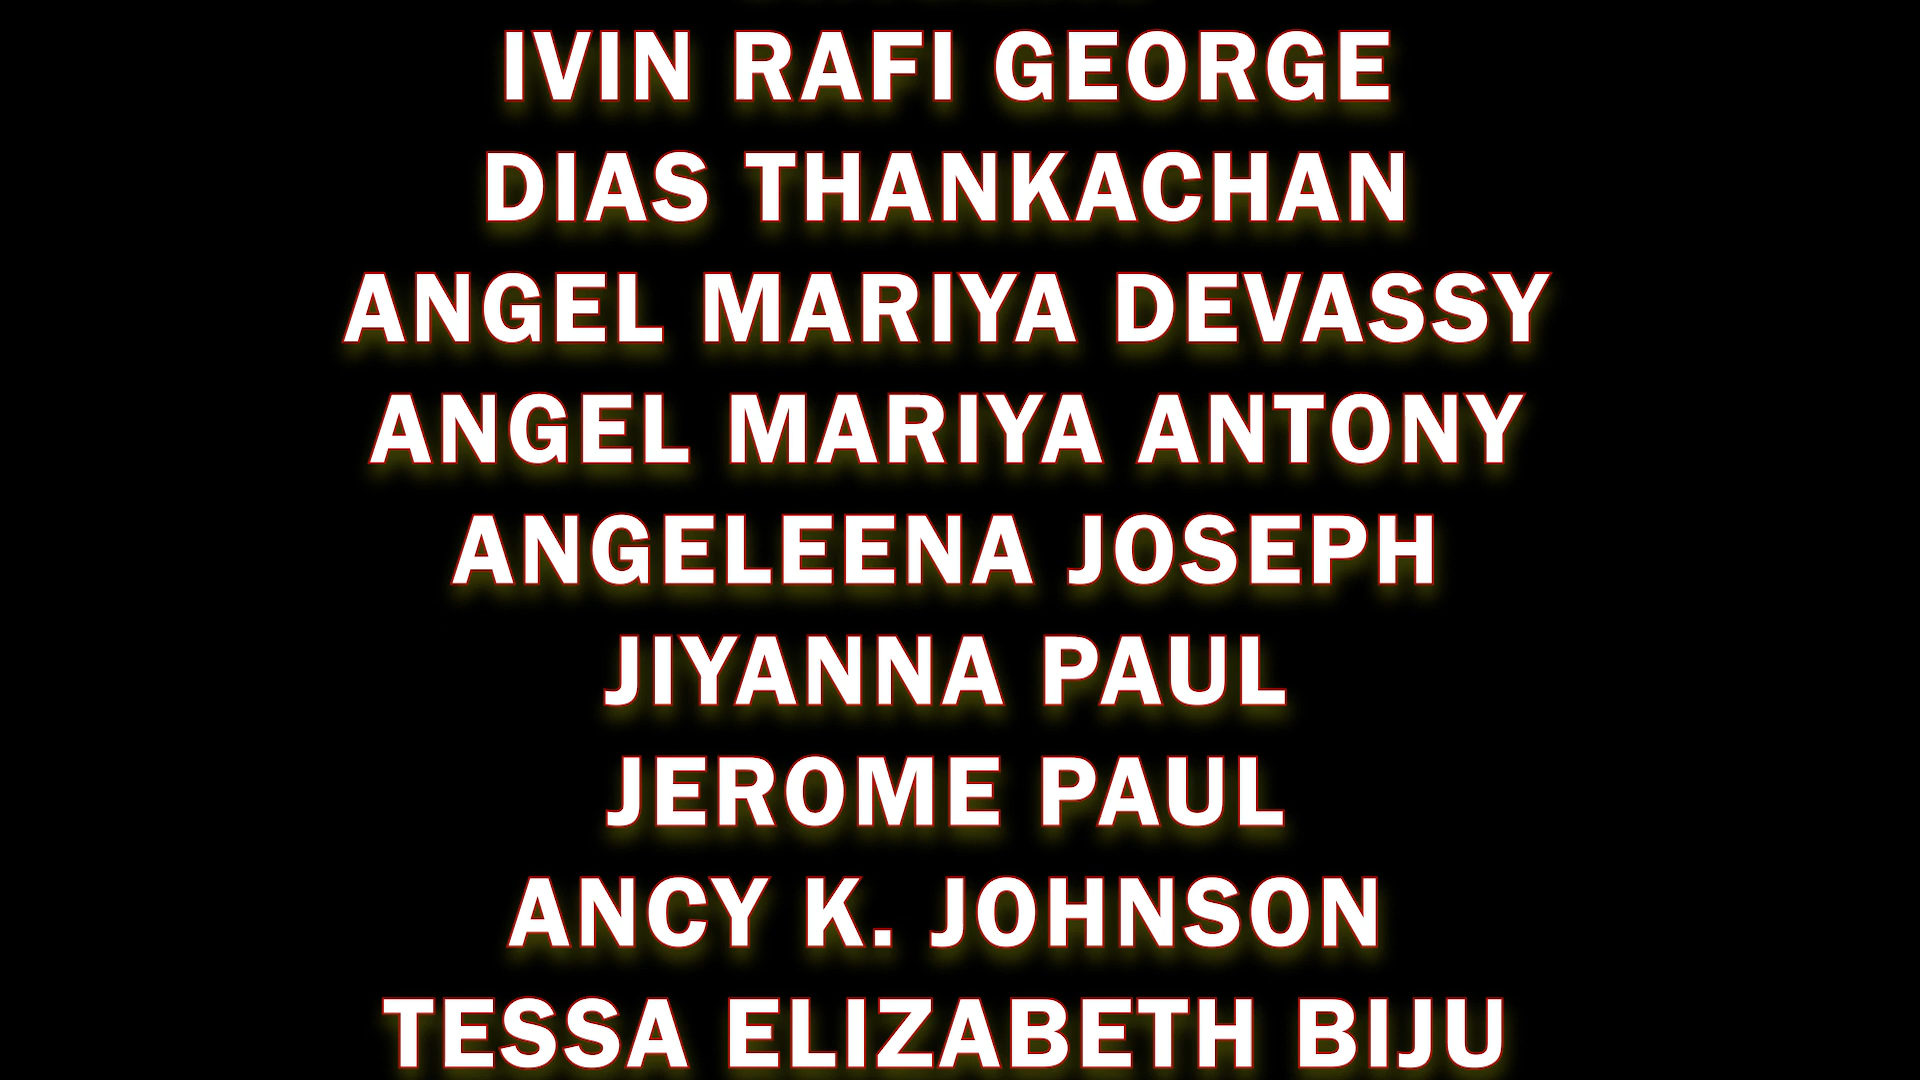 IVIN RAFI GEORGE
DIAS THANKACHAN
ANGEL MARIYA DEVASSY
ANGEL MARIYA ANTONY
ANGELEENA JOSEPH
JIYANNA PAUL
JEROME PAUL
ANCY K. JOHNSON
TESSA ELIZABETH BIJU